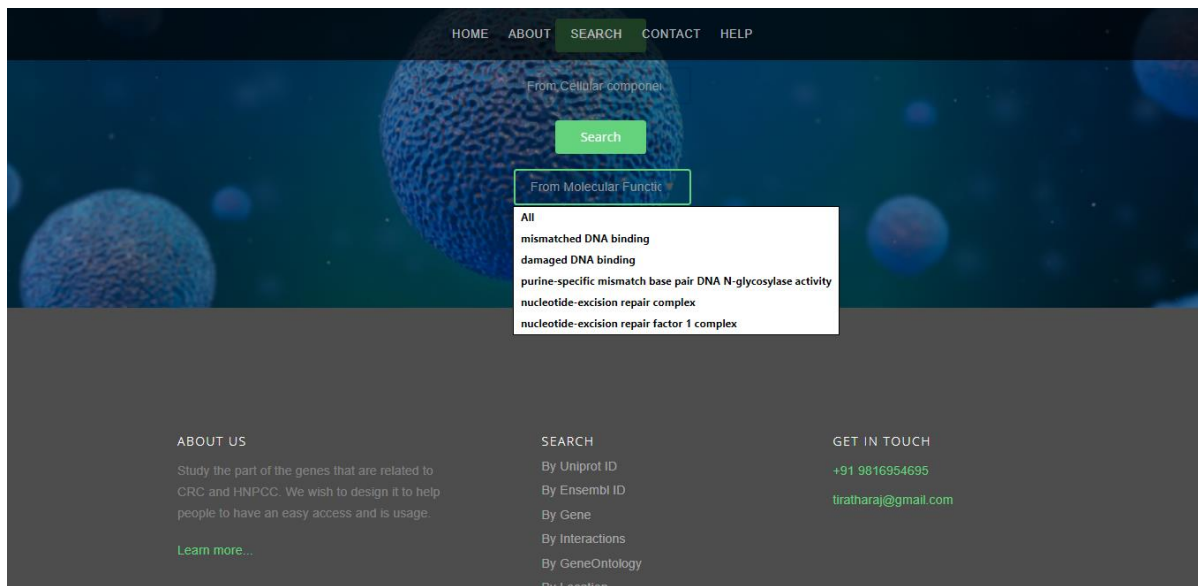 HOME ABOUT SEARCH CONTACT HELP
From Cellular componei
Search
From Molecular Functic
All
mismatched DNA binding
damaged DNA binding
purine-specific mismatch base pair DNA N-glycosylase activity
nucleotide-excision repair complex
nucleotide-excision repair factor 1 complex
ABOUT US
Study the part of the genes that are related to
CRC and HNPCC. We wish to design it to help
people to have an easy access and is usage.
Learn more...
SEARCH
By Uniprot ID
By Ensembl ID
By Gene
By Interactions
By GeneOntology
By Location
GET IN TOUCH
+91 9816954695
tiratharaj@gmail.com